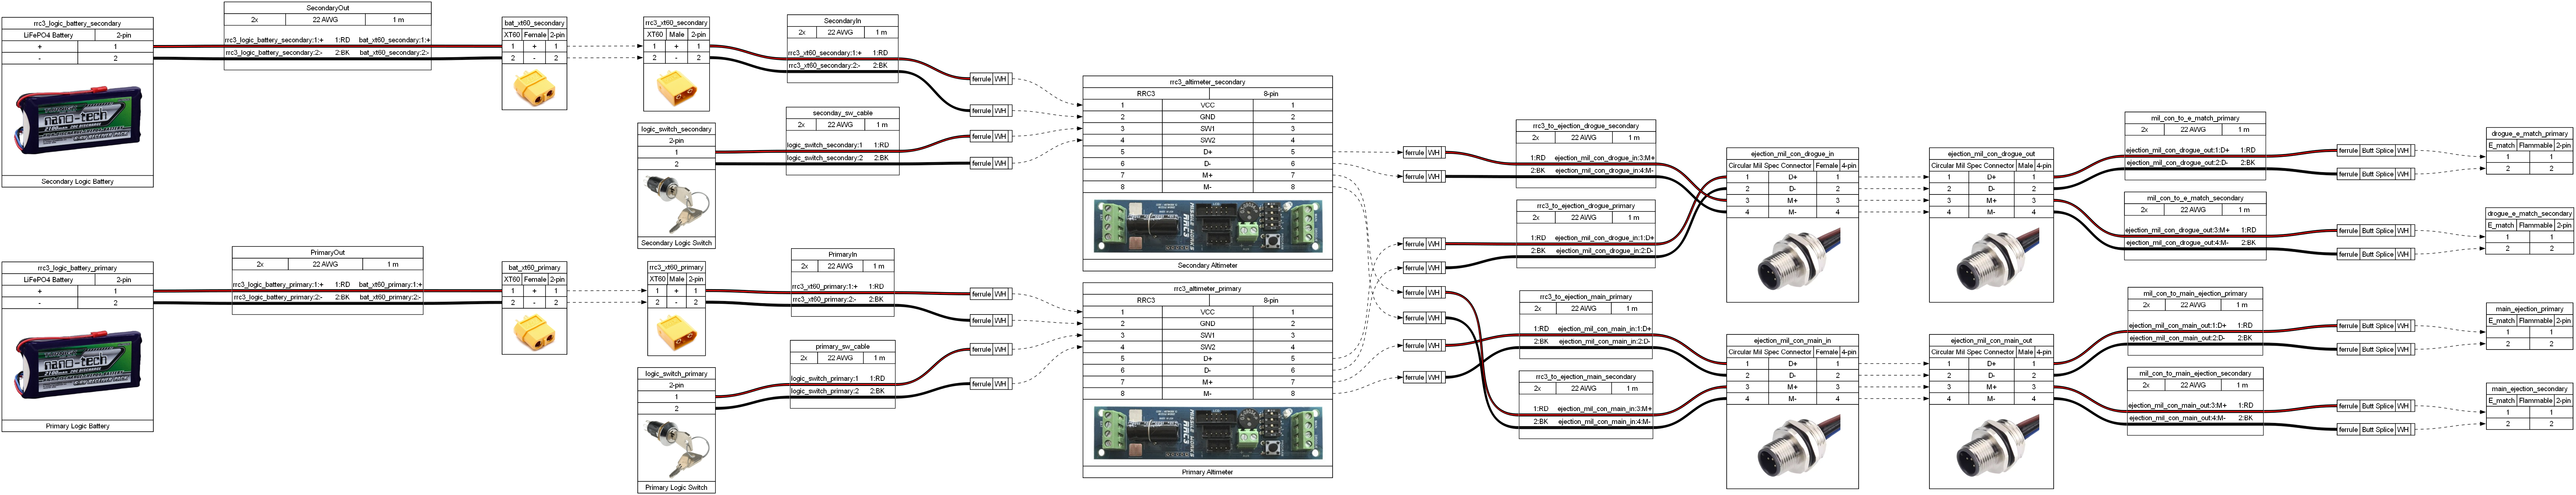 rrc3_logic_battery_secondary
LiFePO4 Battery 2-pin
+ 1
- 2
Secondary Logic Battery
SecondaryOut
2x 22 AWG 1 m
rrc3_logic_battery_secondary:1:+ 1:RD bat_xt60_secondary:1:+
rrc3_logic_battery_secondary:2:- 2:BK bat_xt60_secondary:2:-
bat_xt60_secondary
XT60 Female 2-pin
1 + 1
2 - 2
rrc3_xt60_secondary
XT60 Male 2-pin
1 + 1
2 - 2
SecondaryIn
2x 22 AWG 1 m
rrc3_xt60_secondary:1:+ 1:RD
rrc3_xt60_secondary:2:- 2:BK
ferrule WH
ferrule WH
logic_switch_secondary
2-pin
1
2
Secondary Logic Switch
seconday_sw_cable
2x 22 AWG 1 m
logic_switch_secondary:1 1:RD
logic_switch_secondary:2 2:BK
ferrule WH
ferrule WH
rrc3_altimeter_secondary
RRC3 8-pin
1 VCC 1
2 GND 2
3 SW1 3
4 SW2 4
5 D+ 5
6 D- 6
7 M+ 7
8 M- 8
MISSILE WORKS
RRC3
Secondary Altimeter
rrc3_logic_battery_primary
LiFePO4 Battery 2-pin
+ 1
- 2
nano-tech
Primary Logic Battery
PrimaryOut
2x 22 AWG 1 m
rrc3_logic_battery_primary:1:+ 1:RD bat_xt60_primary:1:+
rrc3_logic_battery_primary:2:- 2:BK bat_xt60_primary:2:-
bat_xt60_primary
XT60 Female 2-pin
1 + 1
2 - 2
rrc3_xt60_primary
XT60 Male 2-pin
1 + 1
2 - 2
PrimaryIn
2x 22 AWG 1 m
rrc3_xt60_primary:1:+ 1:RD
rrc3_xt60_primary:2:- 2:BK
ferrule WH
ferrule WH
logic_switch_primary
2-pin
1
2
Primary Logic Switch
primary_sw_cable
2x 22 AWG 1 m
logic_switch_primary:1 1:RD
logic_switch_primary:2 2:BK
ferrule WH
ferrule WH
rrc3_altimeter_primary
RRC3 8-pin
1 VCC 1
2 GND 2
3 SW1 3
4 SW2 4
5 D+ 5
6 D- 6
7 M+ 7
8 M- 8
MISSILE WORKS
RRC3
Primary Altimeter
ferrule WH
ferrule WH
ferrule WH
ferrule WH
ferrule WH
ferrule WH
ferrule WH
ferrule WH
rrc3_to_ejection_drogue_secondary
2x 22 AWG 1 m
1:RD ejection_mil_con_drogue_in:3:M+
2:BK ejection_mil_con_drogue_in:4:M-
rrc3_to_ejection_drogue_primary
2x 22 AWG 1 m
1:RD ejection_mil_con_drogue_in:1:D+
2:BK ejection_mil_con_drogue_in:2:D-
rrc3_to_ejection_main_primary
2x 22 AWG 1 m
1:RD ejection_mil_con_main_in:1:D+
2:BK ejection_mil_con_main_in:2:D-
rrc3_to_ejection_main_secondary
2x 22 AWG 1 m
1:RD ejection_mil_con_main_in:3:M+
2:BK ejection_mil_con_main_in:4:M-
ejection_mil_con_drogue_in
Circular Mil Spec Connector Female 4-pin
1 D+ 1
2 D- 2
3 M+ 3
4 M- 4
ejection_mil_con_drogue_out
Circular Mil Spec Connector Male 4-pin
1 D+ 1
2 D- 2
3 M+ 3
4 M- 4
ejection_mil_con_main_in
Circular Mil Spec Connector Female 4-pin
1 D+ 1
2 D- 2
3 M+ 3
4 M- 4
ejection_mil_con_main_out
Circular Mil Spec Connector Male 4-pin
1 D+ 1
2 D- 2
3 M+ 3
4 M- 4
mil_con_to_e_match_primary
2x 22 AWG 1 m
ejection_mil_con_drogue_out:1:D+ 1:RD
ejection_mil_con_drogue_out:2:D- 2:BK
mil_con_to_e_match_secondary
2x 22 AWG 1 m
ejection_mil_con_drogue_out:3:M+ 1:RD
ejection_mil_con_drogue_out:4:M- 2:BK
mil_con_to_main_ejection_primary
2x 22 AWG 1 m
ejection_mil_con_main_out:1:D+ 1:RD
ejection_mil_con_main_out:2:D- 2:BK
mil_con_to_main_ejection_secondary
2x 22 AWG 1 m
ejection_mil_con_main_out:3:M+ 1:RD
ejection_mil_con_main_out:4:M- 2:BK
ferrule Butt Splice WH
ferrule Butt Splice WH
ferrule Butt Splice WH
ferrule Butt Splice WH
ferrule Butt Splice WH
ferrule Butt Splice WH
ferrule Butt Splice WH
ferrule Butt Splice WH
drogue_e_match_primary
E_match Flammable 2-pin
1 1
2 2
drogue_e_match_secondary
E_match Flammable 2-pin
1 1
2 2
main_ejection_primary
E_match Flammable 2-pin
1 1
2 2
main_ejection_secondary
E_match Flammable 2-pin
1 1
2 2